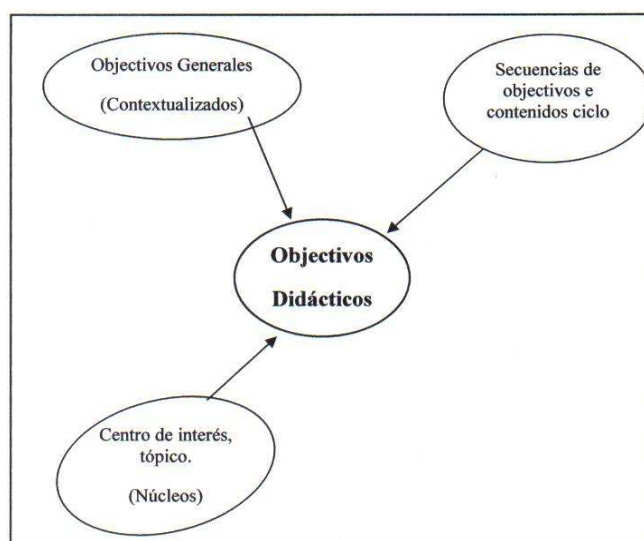 Objectivos Generales
(Contextualizados)
Secuencias de
objectivos e
contenidos ciclo
Objectivos
Didácticos
Centro de interés,
tópico.
(Núcleos)